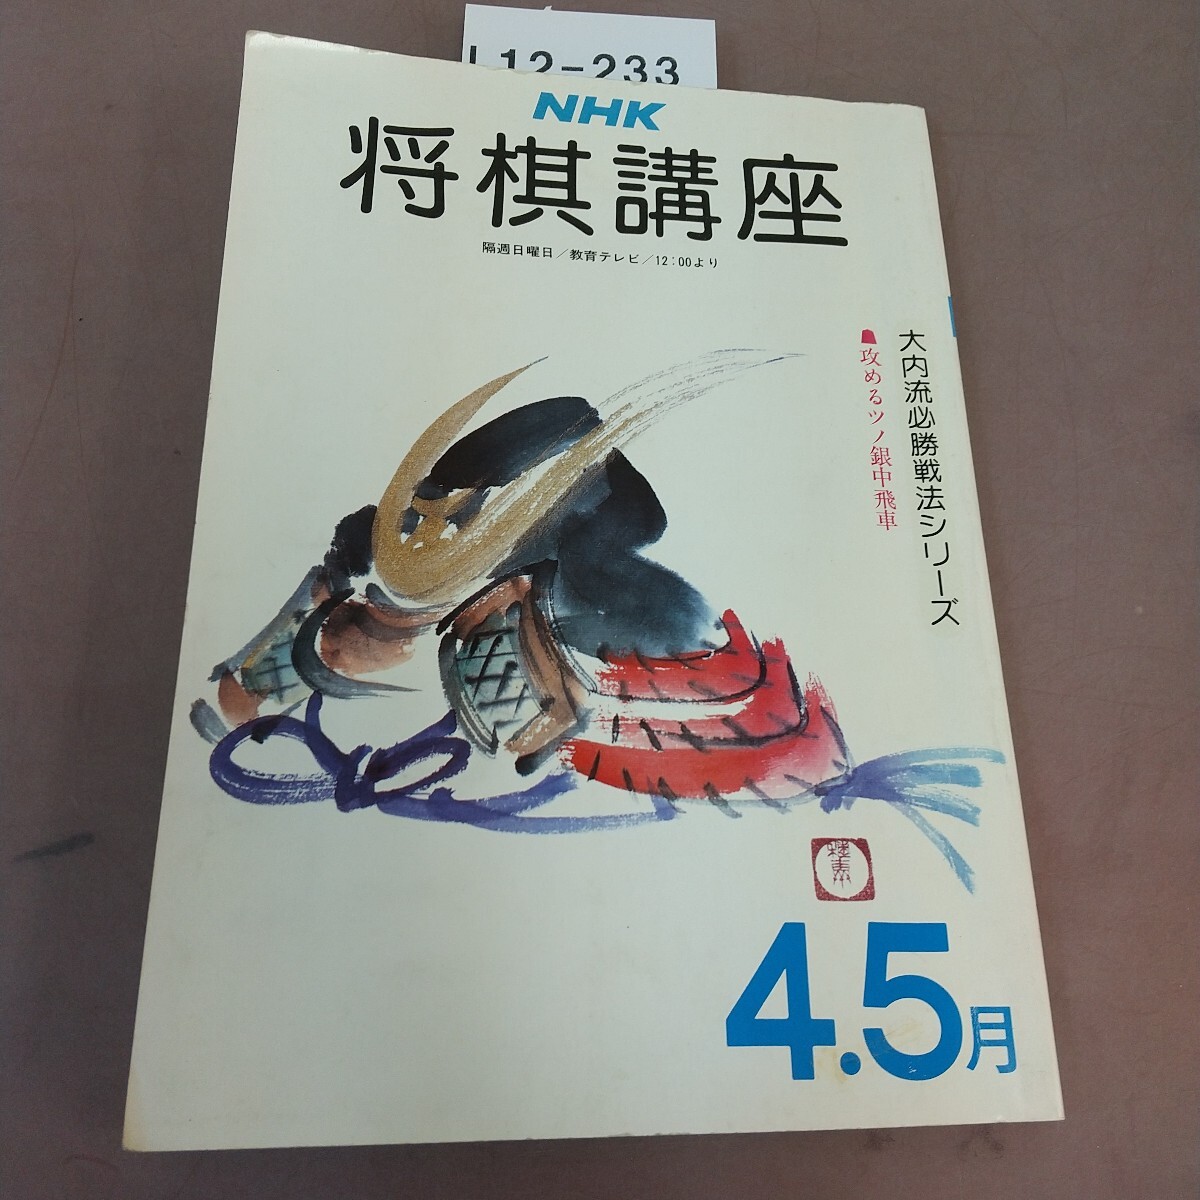 L12-233
NHK
将棋講座
隔週日曜日/教育テレビ/12:00より
大内流必勝戦法シリーズ
攻めるツノ銀中飛車
4.5月